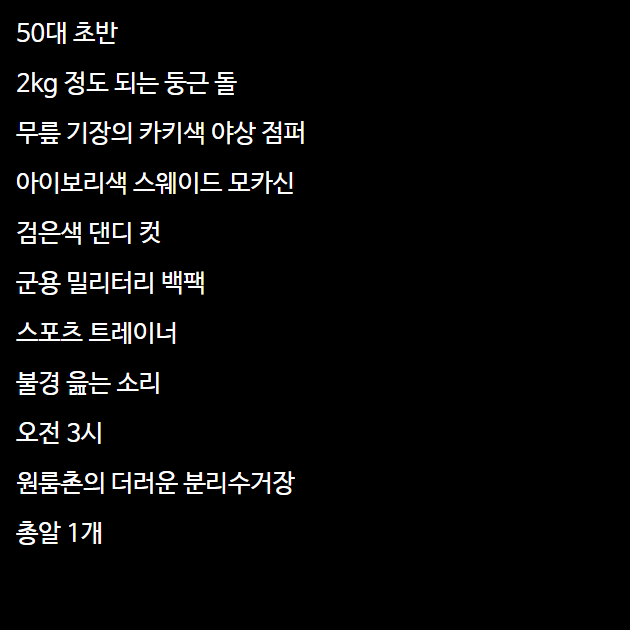 50대 초반
2kg 정도 되는 둥근 돌
무릎 기장의 카키색 야상 점퍼
아이보리색 스웨이드 모카신
검은색 댄디 컷
군용 밀리터리 백팩
스포츠 트레이너
불경 읊는 소리
오전 3시
원룸촌의 더러운 분리수거장
총알 1개